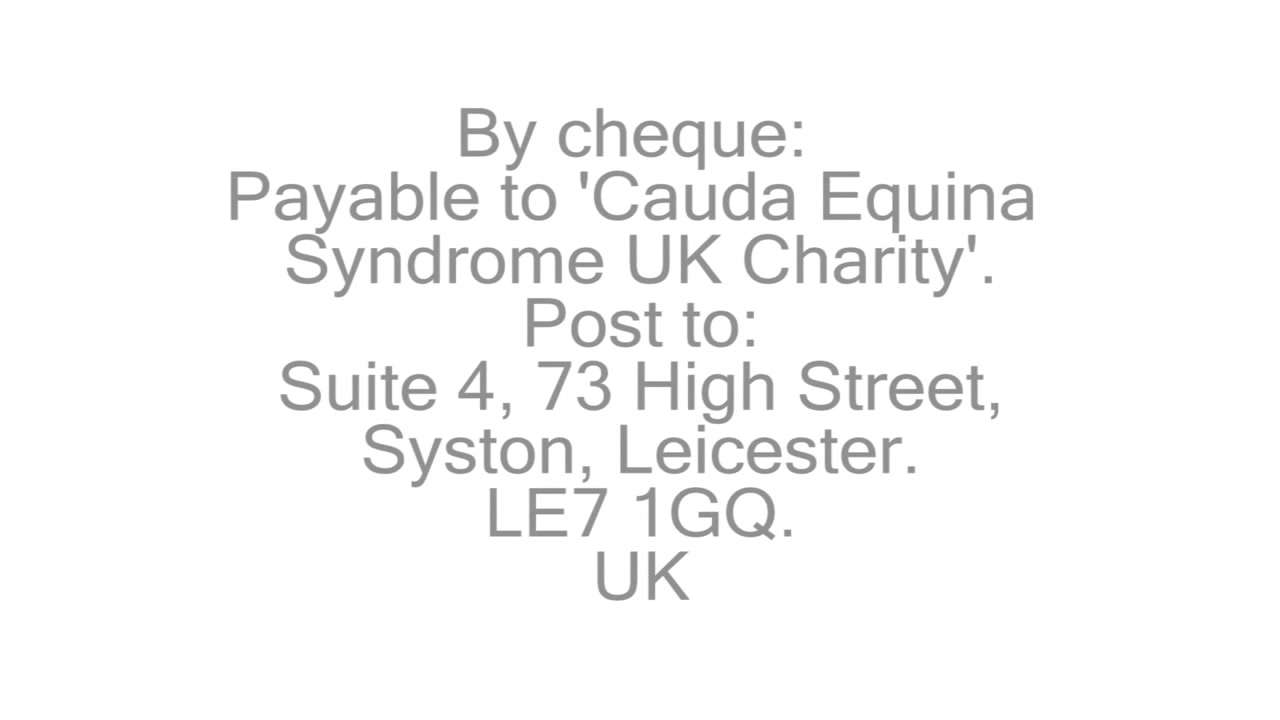 By cheque:
Payable to 'Cauda Equina
Syndrome UK Charity'.
Post to:
Suite 4, 73 High Street,
Syston, Leicester.
LE7 1GQ.
UK